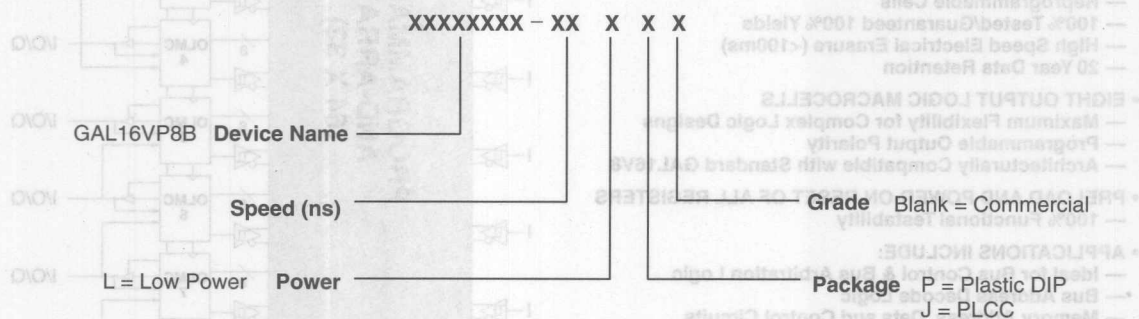 XXXXXXXX - XX X X X
GAL16VP8B Device Name
Speed (ns)
Grade Blank = Commercial
L = Low Power Power
Package P = Plastic DIP
J = PLCC
Reprogrammable Cells
— 100% Tested/Guaranteed 100% Yields
— High Speed Electrical Erasure (<100ms)
— 20 Year Data Retention
• EIGHT OUTPUT LOGIC MACROCELLS
— Maximum Flexibility for Complex Logic Designs
— Programmable Output Polarity
— Architecturally Compatible with Standard GAL16V8
• PRELOAD AND POWER-ON RESET OF ALL REGISTERS
— 100% Functional Testability
• APPLICATIONS INCLUDE:
— Ideal for Bus Control & Bus Arbitration Logic
— Bus Address Decode Logic
I/O/Q
I/O/Q
I/O/Q
I/O/Q
OLMC